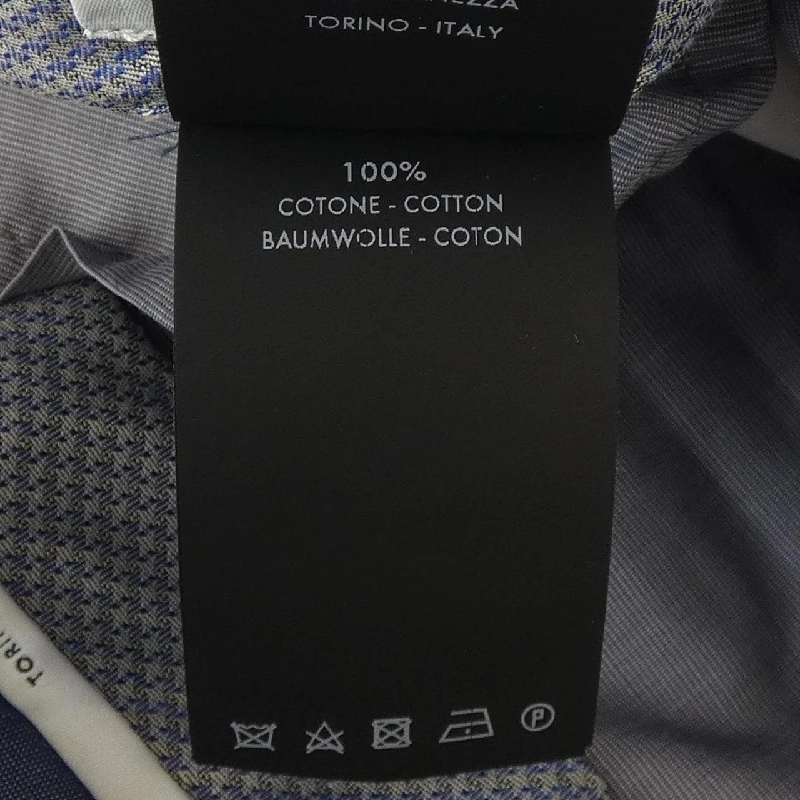 TORINO - ITALY
100%
COTONE - COTTON
BAUMWOLLE - COTON
P